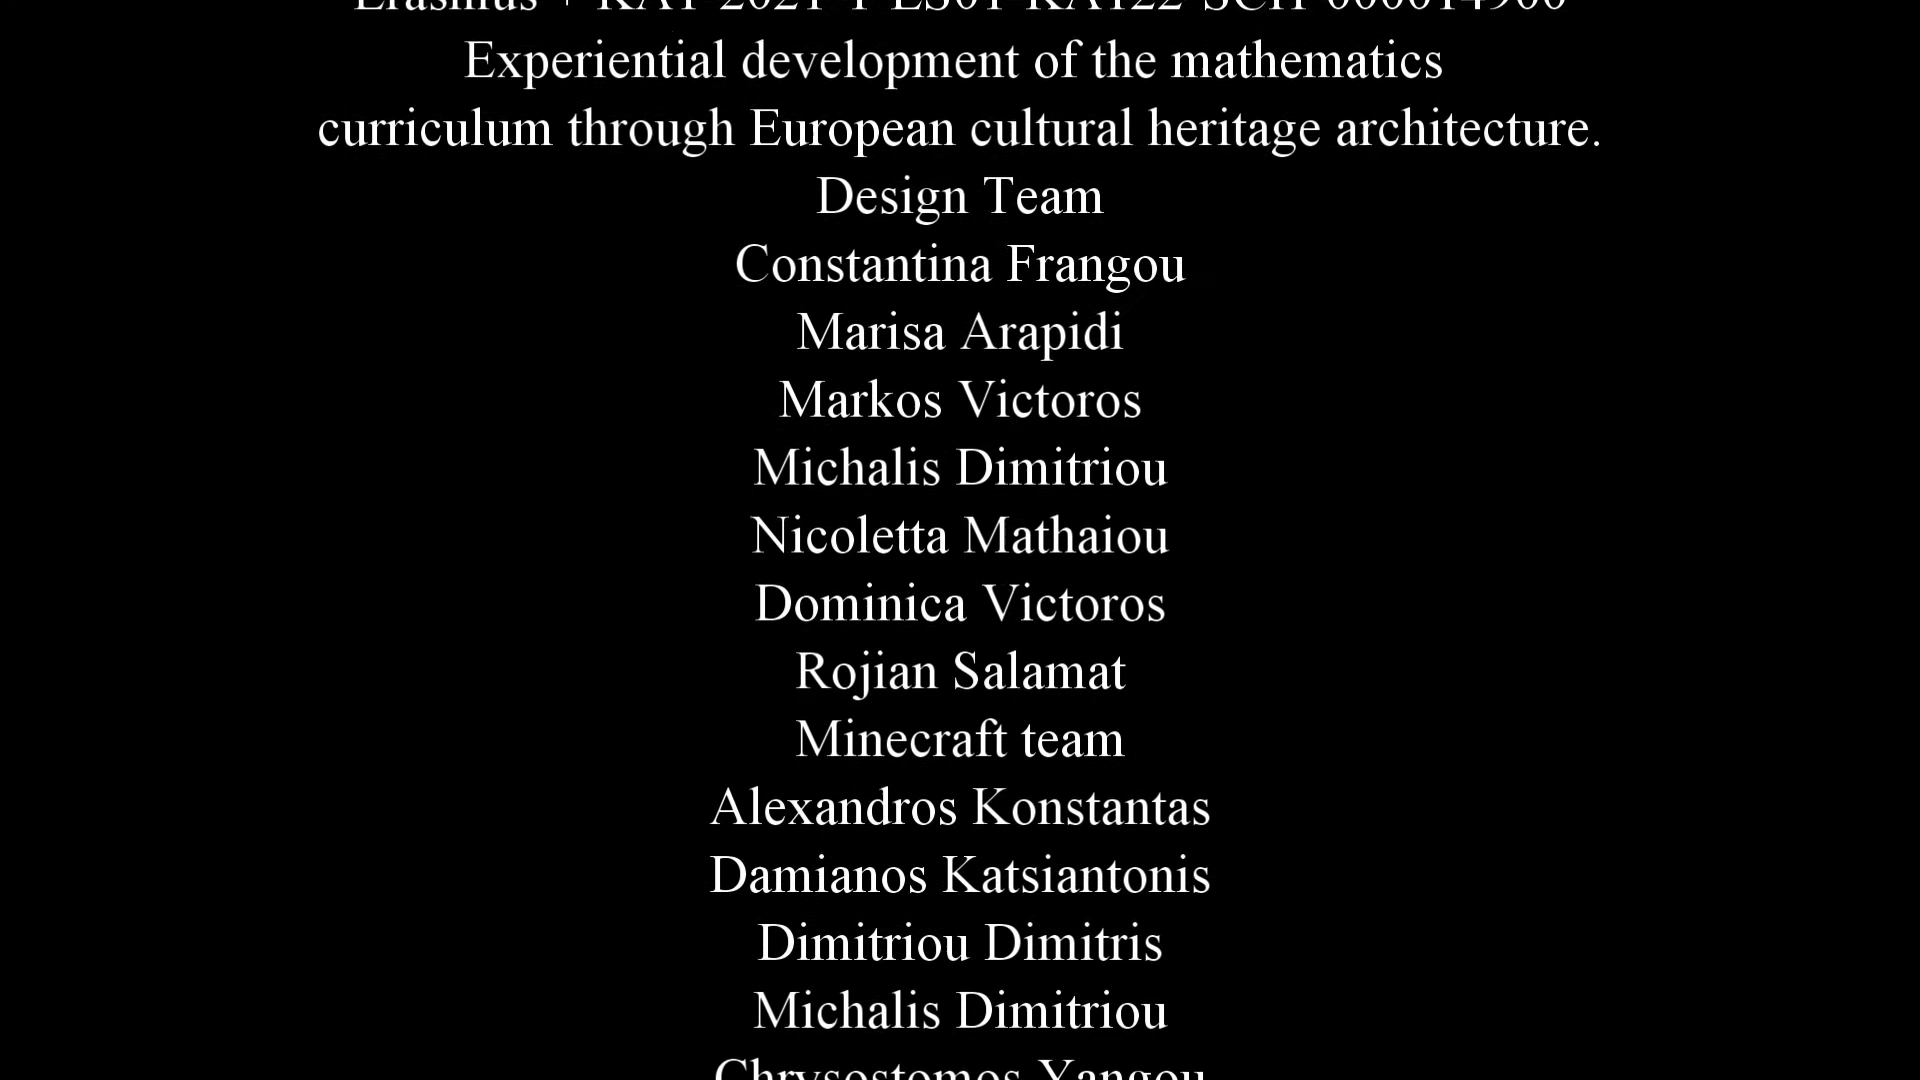 Erasmus + KA1 2021-1-ES01-KA122-SCH-000014900
Experiential development of the mathematics
curriculum through European cultural heritage architecture.
Design Team
Constantina Frangou
Marisa Arapidi
Markos Victoros
Michalis Dimitriou
Nicoletta Mathaiou
Dominica Victoros
Rojian Salamat
Minecraft team
Alexandros Konstantas
Damianos Katsiantonis
Dimitriou Dimitris
Michalis Dimitriou
Chrysostomos Yangou